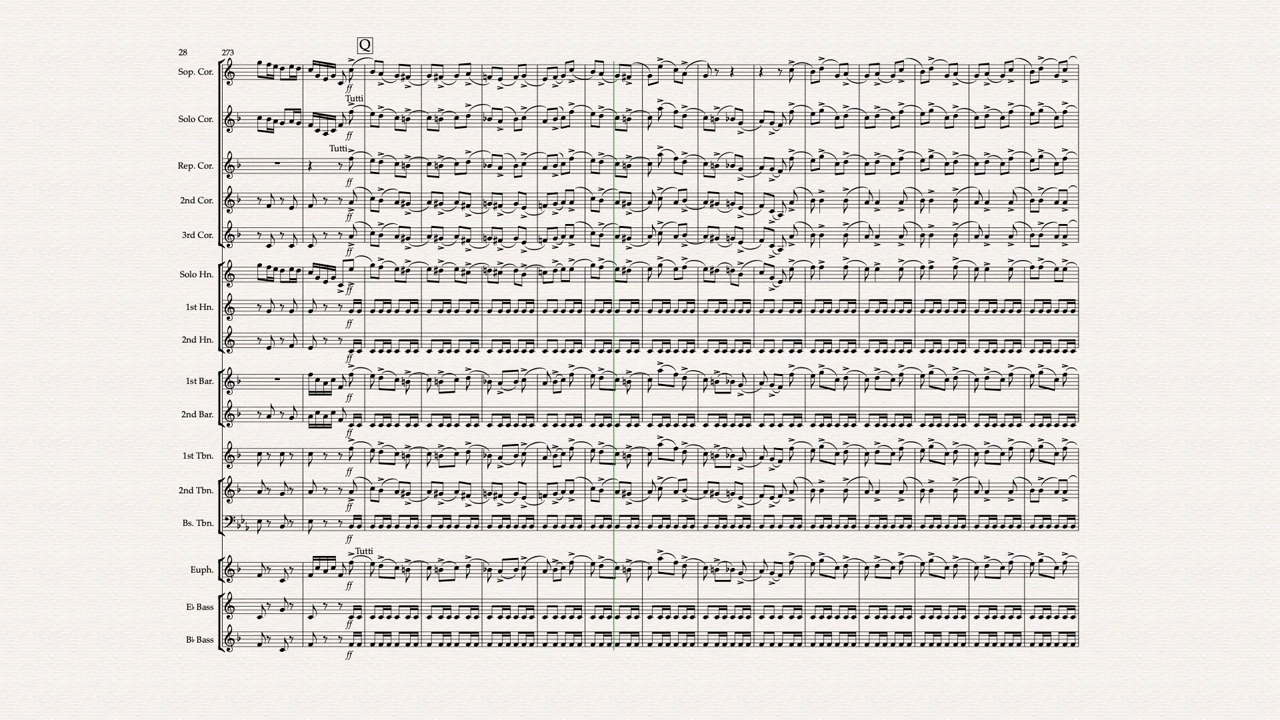 Q
28 273
Sop. Cor.
ff
Tutti
Solo Cor.
ff
Tutti
Rep. Cor.
ff
2nd Cor.
ff
3rd Cor.
ff
Solo Hn.
ff
1st Hn.
ff
2nd Hn.
ff
1st Bar.
ff
2nd Bar.
ff
1st Tbn.
ff
2nd Tbn.
ff
Bs. Tbn.
ff
Tutti
Euph.
ff
E♭ Bass
ff
B♭ Bass
ff